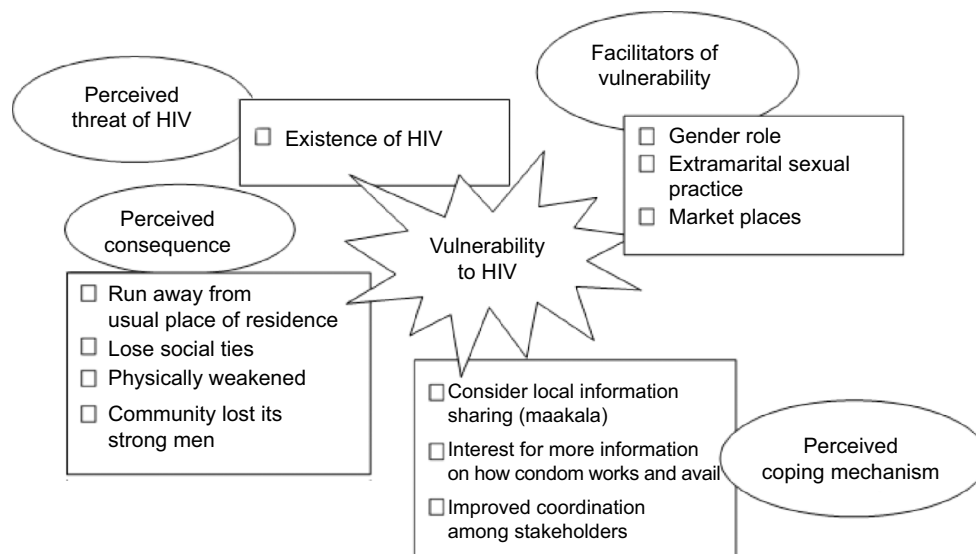 Perceived
threat of HIV
Existence of HIV
Facilitators of
vulnerability
Gender role
Extramarital sexual
practice
Market places
Perceived
consequence
Run away from
usual place of residence
Lose social ties
Physically weakened
Community lost its
strong men
Vulnerability
to HIV
Consider local information
sharing (maakala)
Interest for more information
on how condom works and avail
Improved coordination
among stakeholders
Perceived
coping mechanism